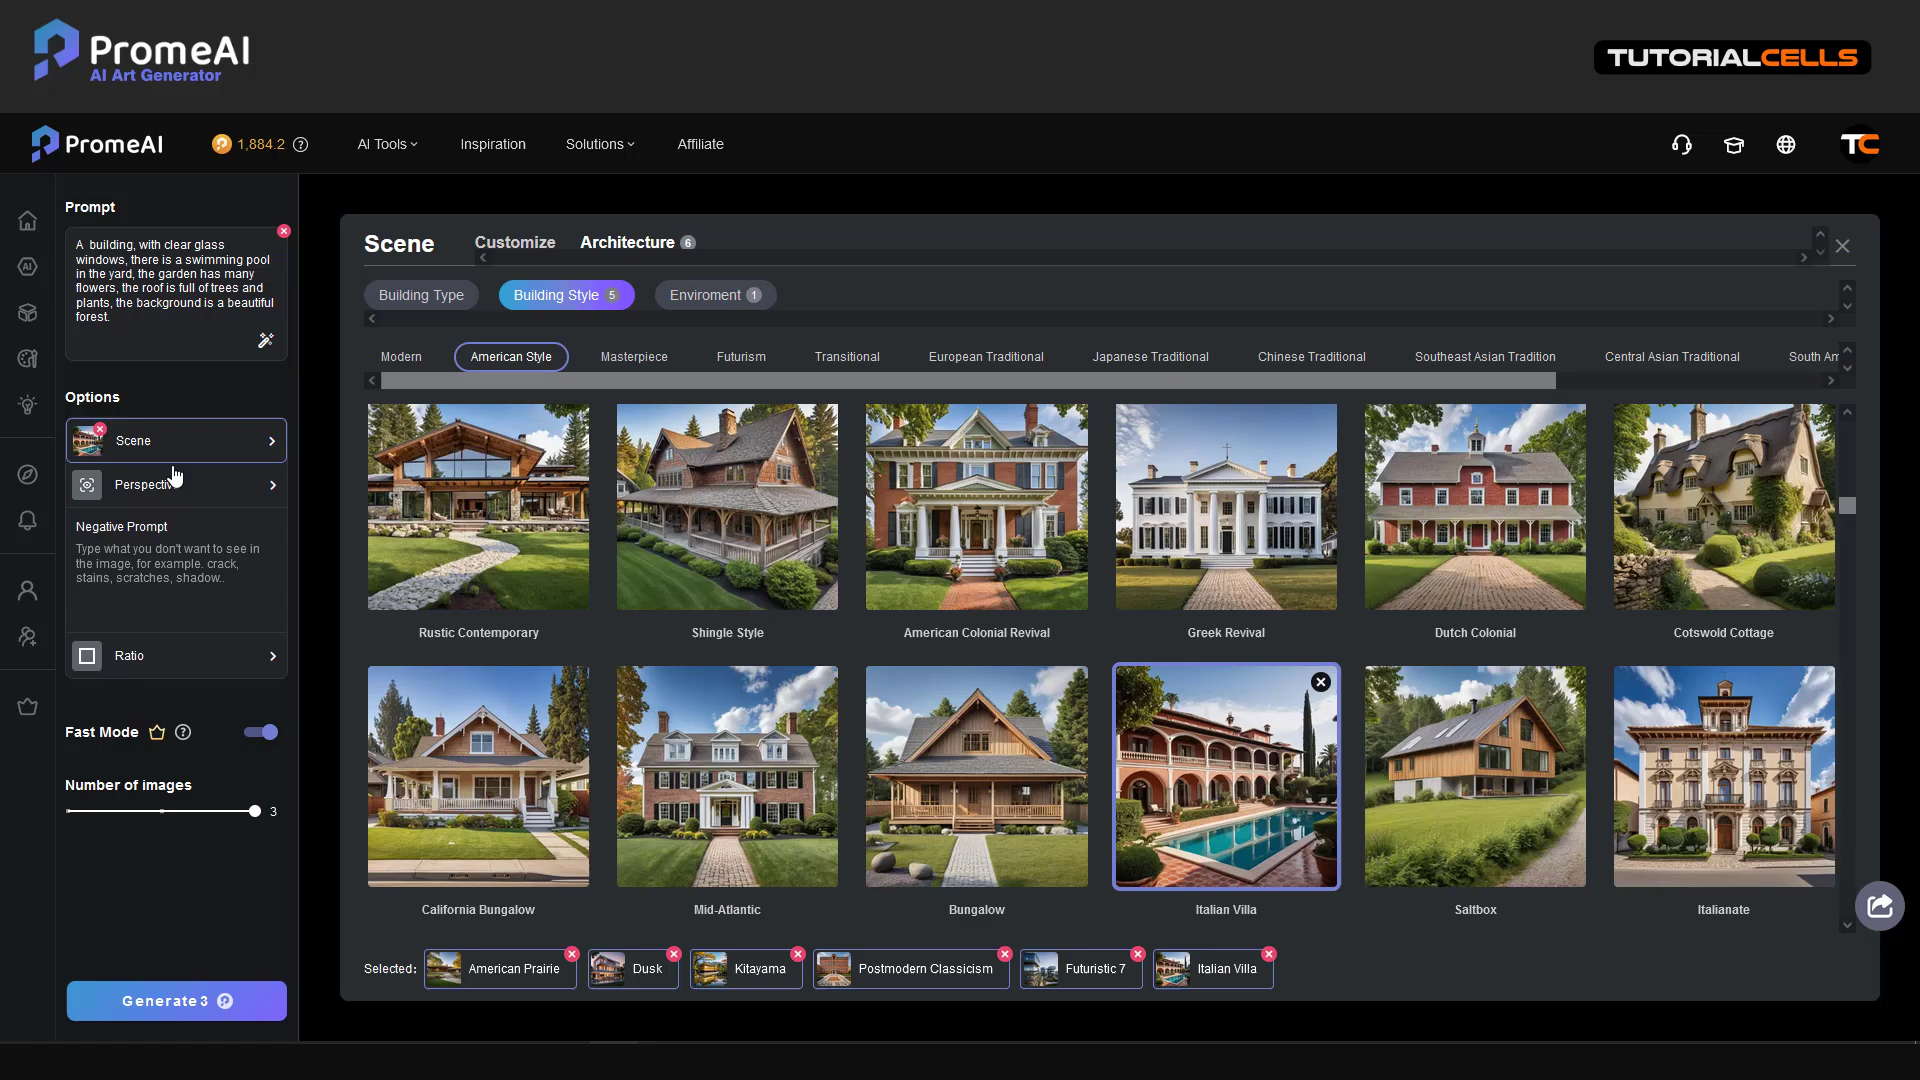 PromeAI
AI Art Generator
TUTORIALCELLS
PromeAI
1,884.2
AI Tools
Inspiration
Solutions
Affiliate
TC
Prompt
A building, with clear glass
windows, there is a swimming pool
in the yard, the garden has many
flowers, the roof is full of trees and
plants, the background is a beautiful
forest.
Options
Scene
Perspectiv
Negative Prompt
Type what you don't want to see in
the image, for example. crack,
stains, scratches, shadow..
Ratio
Fast Mode
Number of images
3
Generate3
Scene
Customize
Architecture 6
Building Type
Building Style 5
Enviroment 1
Modern
American Style
Masterpiece
Futurism
Transitional
European Traditional
Japanese Traditional
Chinese Traditional
Southeast Asian Tradition
Central Asian Traditional
South Am
Rustic Contemporary
Shingle Style
American Colonial Revival
Greek Revival
Dutch Colonial
Cotswold Cottage
California Bungalow
Mid-Atlantic
Bungalow
Italian Villa
Saltbox
Italianate
Selected:
American Prairie
Dusk
Kitayama
Postmodern Classicism
Futuristic 7
Italian Villa